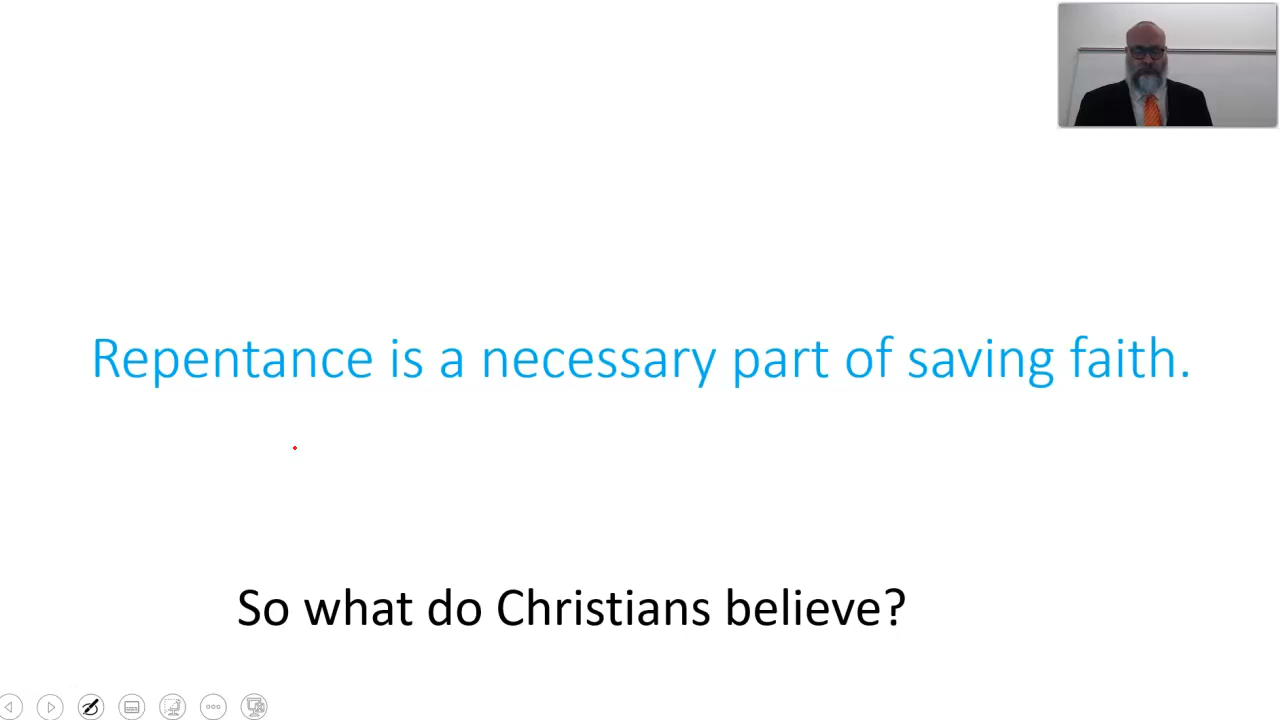 Repentance is a necessary part of saving faith.
So what do Christians believe?